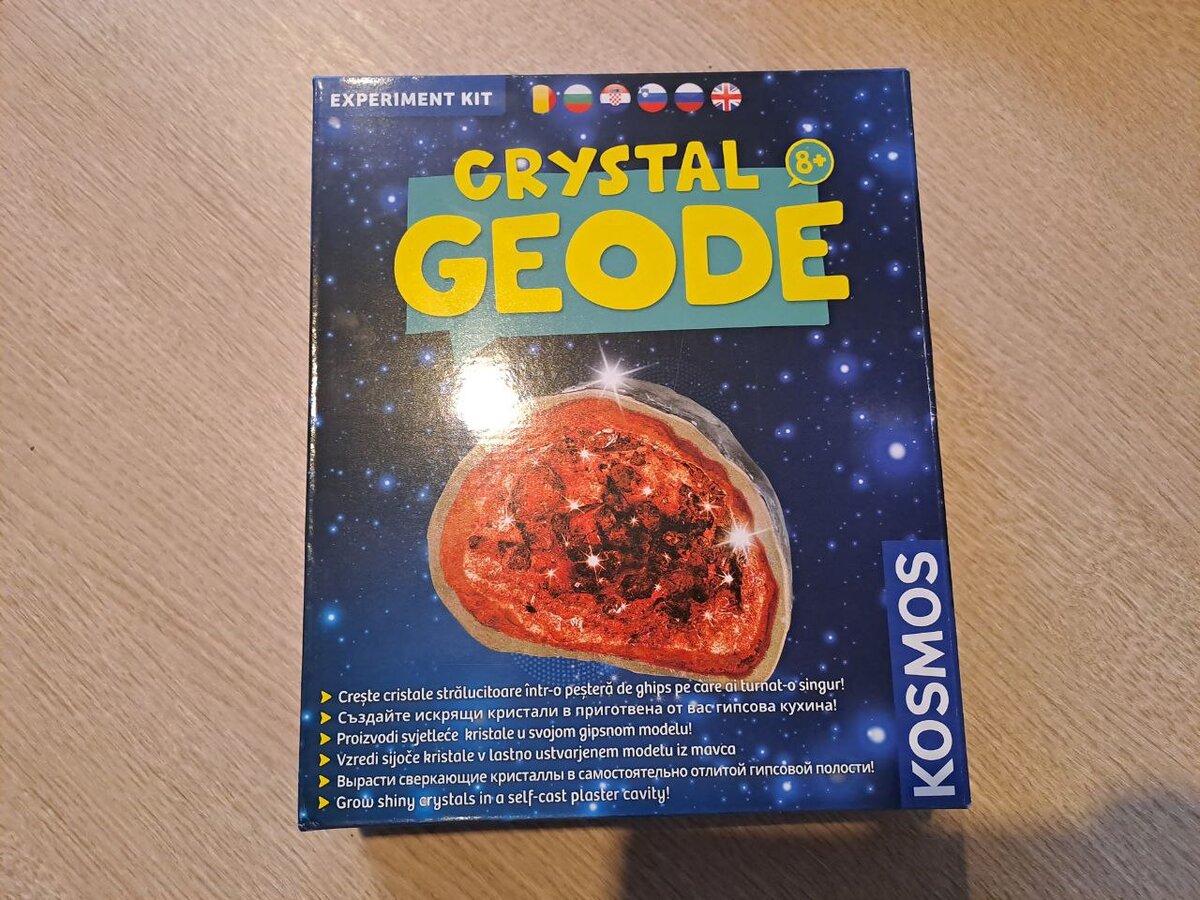 EXPERIMENT KIT
CRYSTAL
8+
GEODE
KOSMOS
Crește cristale strălucitoare într-o peșteră de ghips pe care ai turnat-o singur!
Създайте искрящи кристали в приготвена от вас гипсова кухина!
Proizvodi svjetleće kristale u svojom gipsnom modelu!
Vzredi sijoče kristale v lastno ustvarjenem modelu iz mavca
Вырасти сверкающие кристаллы в самостоятельно отлитой гипсовой полости!
Grow shiny crystals in a self-cast plaster cavity!